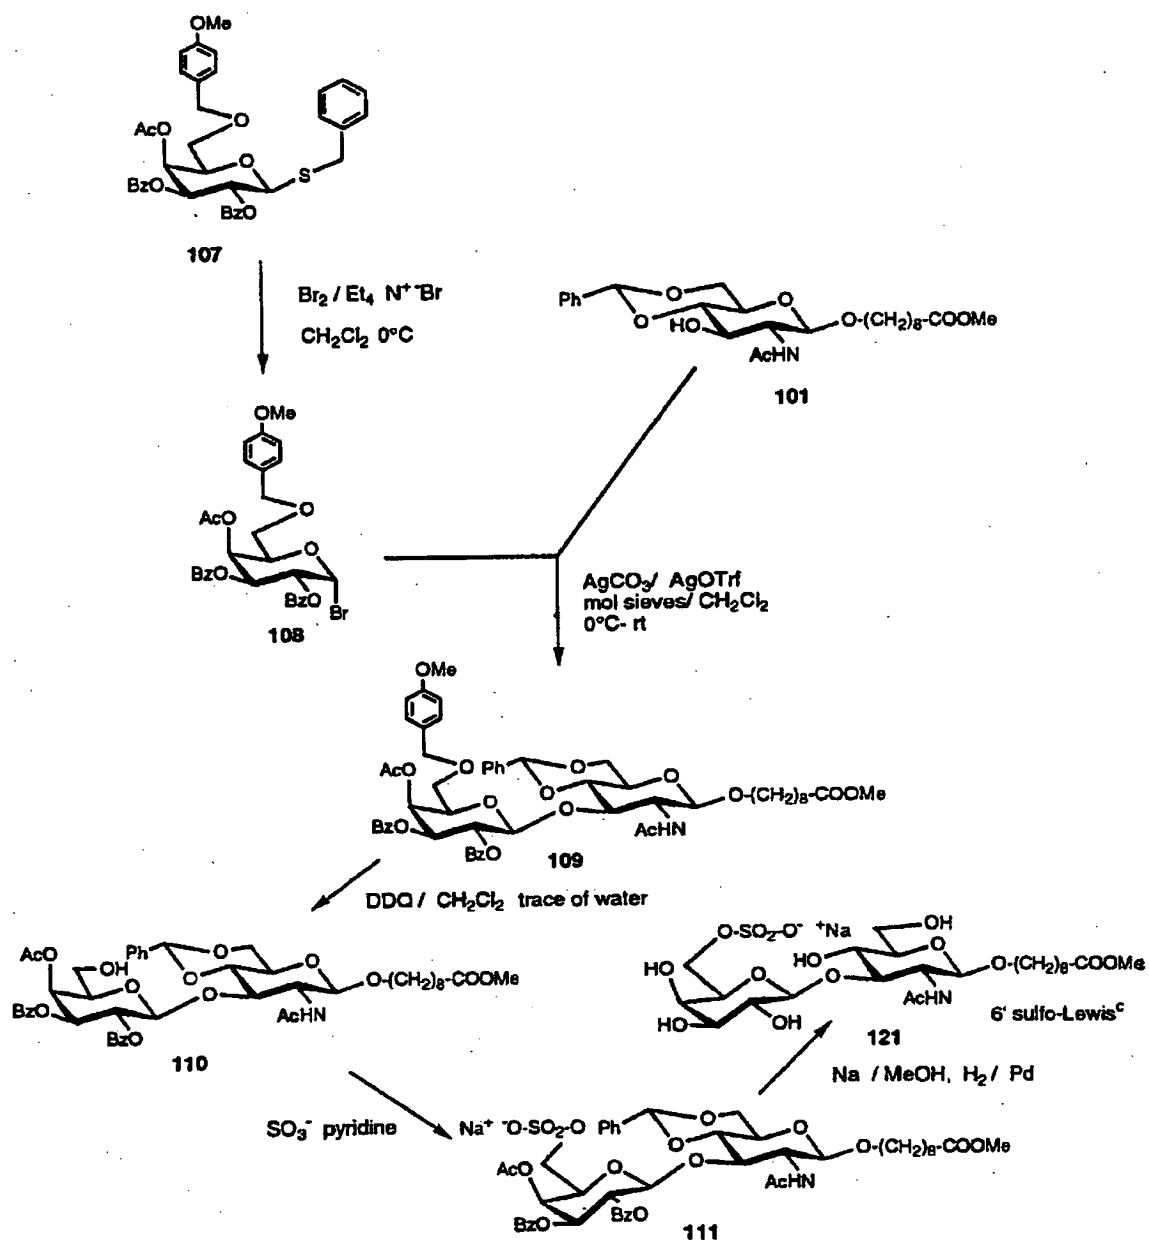 OMe
O
AcO
O
S
BzO
BzO
107
Br2 / Et4 N+ -Br
CH2Cl2 0°C
Ph
O
O
O
HO
O-(CH2)8-COOMe
AcHN
101
OMe
O
AcO
O
BzO
BzO
Br
108
AgCO3/ AgOTrf
mol sieves/ CH2Cl2
0°C- rt
OMe
AcO
O
Ph
O
O
O
O
O
O-(CH2)8-COOMe
BzO
AcHN
BzO
109
DDQ / CH2Cl2 trace of water
AcO
OH
Ph
O
O
O
O
O
O-(CH2)8-COOMe
BzO
AcHN
BzO
110
O-SO2-O- +Na
OH
HO
O
HO
O
O
O-(CH2)8-COOMe
HO
OH
AcHN
6' sulfo-Lewisc
121
Na / MeOH, H2 / Pd
SO3- pyridine
Na+ -O-SO2-O
Ph
O
O
O
O
O-(CH2)8-COOMe
AcO
O
AcHN
BzO
BzO
111